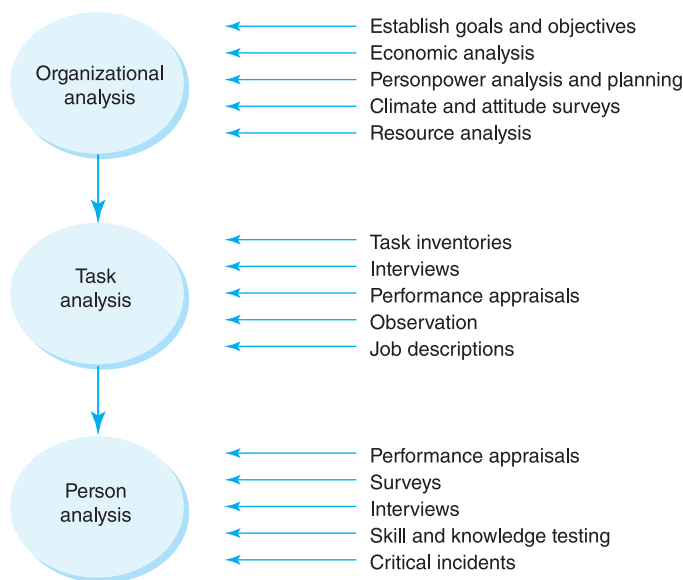 Organizational
analysis
Establish goals and objectives
Economic analysis
Personpower analysis and planning
Climate and attitude surveys
Resource analysis
Task
analysis
Task inventories
Interviews
Performance appraisals
Observation
Job descriptions
Person
analysis
Performance appraisals
Surveys
Interviews
Skill and knowledge testing
Critical incidents